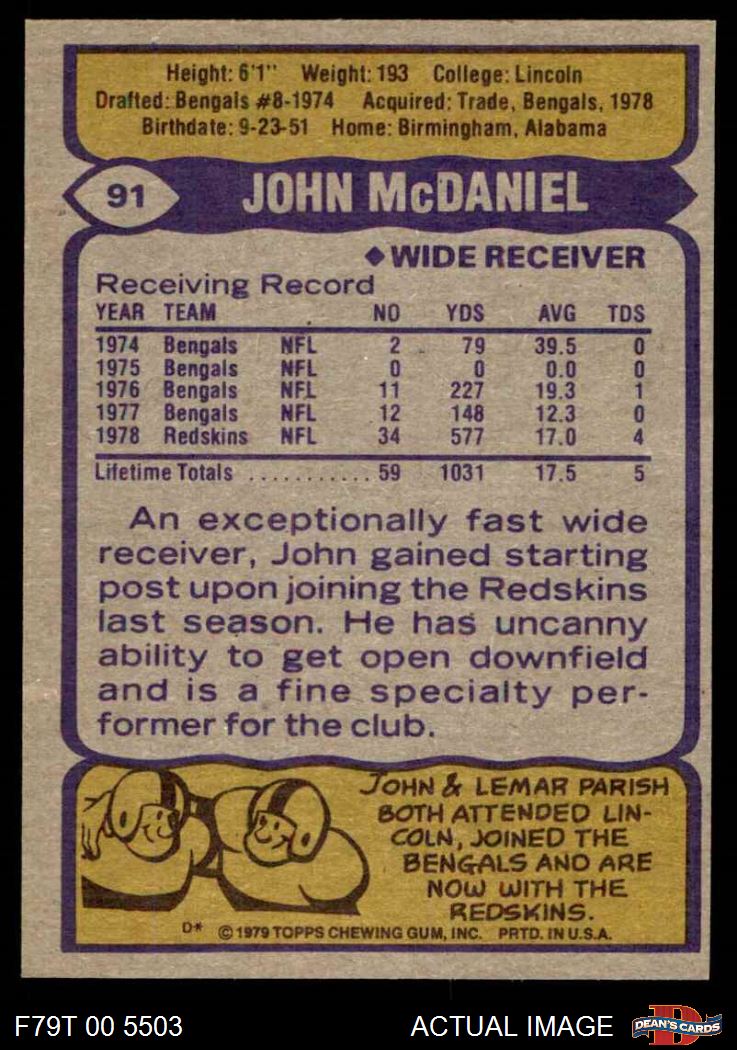 Height: 6'1" Weight: 193 College: Lincoln
Drafted: Bengals #8-1974 Acquired: Trade, Bengals, 1978
Birthdate: 9-23-51 Home: Birmingham, Alabama
91 JOHN McDANIEL
◆WIDE RECEIVER
Receiving Record
YEAR TEAM NO YDS AVG TDS
1974 Bengals NFL 2 79 39.5 0
1975 Bengals NFL 0 0 0.0 0
1976 Bengals NFL 11 227 19.3 1
1977 Bengals NFL 12 148 12.3 0
1978 Redskins NFL 34 577 17.0 4
Lifetime Totals ........... 59 1031 17.5 5
An exceptionally fast wide
receiver, John gained starting
post upon joining the Redskins
last season. He has uncanny
ability to get open downfield
and is a fine specialty per-
former for the club.
JOHN & LEMAR PARISH
BOTH ATTENDED LIN-
COLN, JOINED THE
BENGALS AND ARE
NOW WITH THE
REDSKINS.
D* © 1979 TOPPS CHEWING GUM, INC. PRTD. IN U.S.A.
F79T 00 5503 ACTUAL IMAGE D DEAN'S CARDS